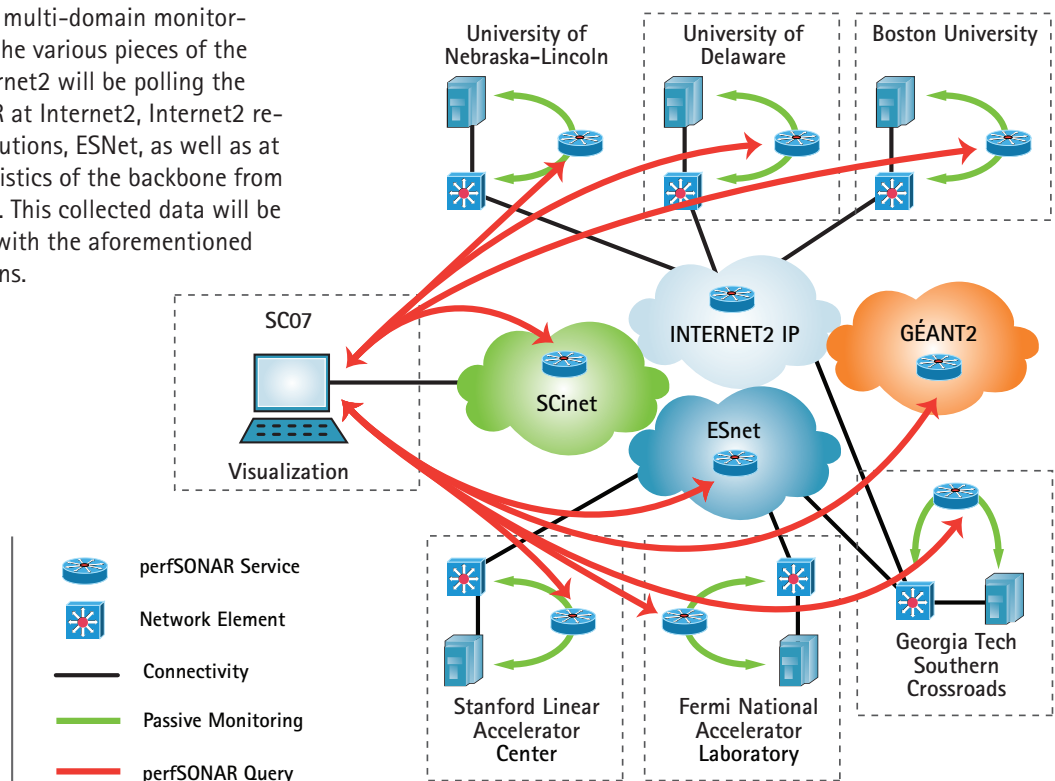 multi-domain monitor-
he various pieces of the
rnet2 will be polling the
R at Internet2, Internet2 re-
utions, ESNet, as well as at
istics of the backbone from
. This collected data will be
with the aforementioned
ns.
University of
Nebraska-Lincoln
University of
Delaware
Boston University
INTERNET2 IP
GÉANT2
SC07
SCinet
ESnet
Visualization
perfSONAR Service
Network Element
Connectivity
Passive Monitoring
perfSONAR Query
Stanford Linear
Accelerator
Center
Fermi National
Accelerator
Laboratory
Georgia Tech
Southern
Crossroads